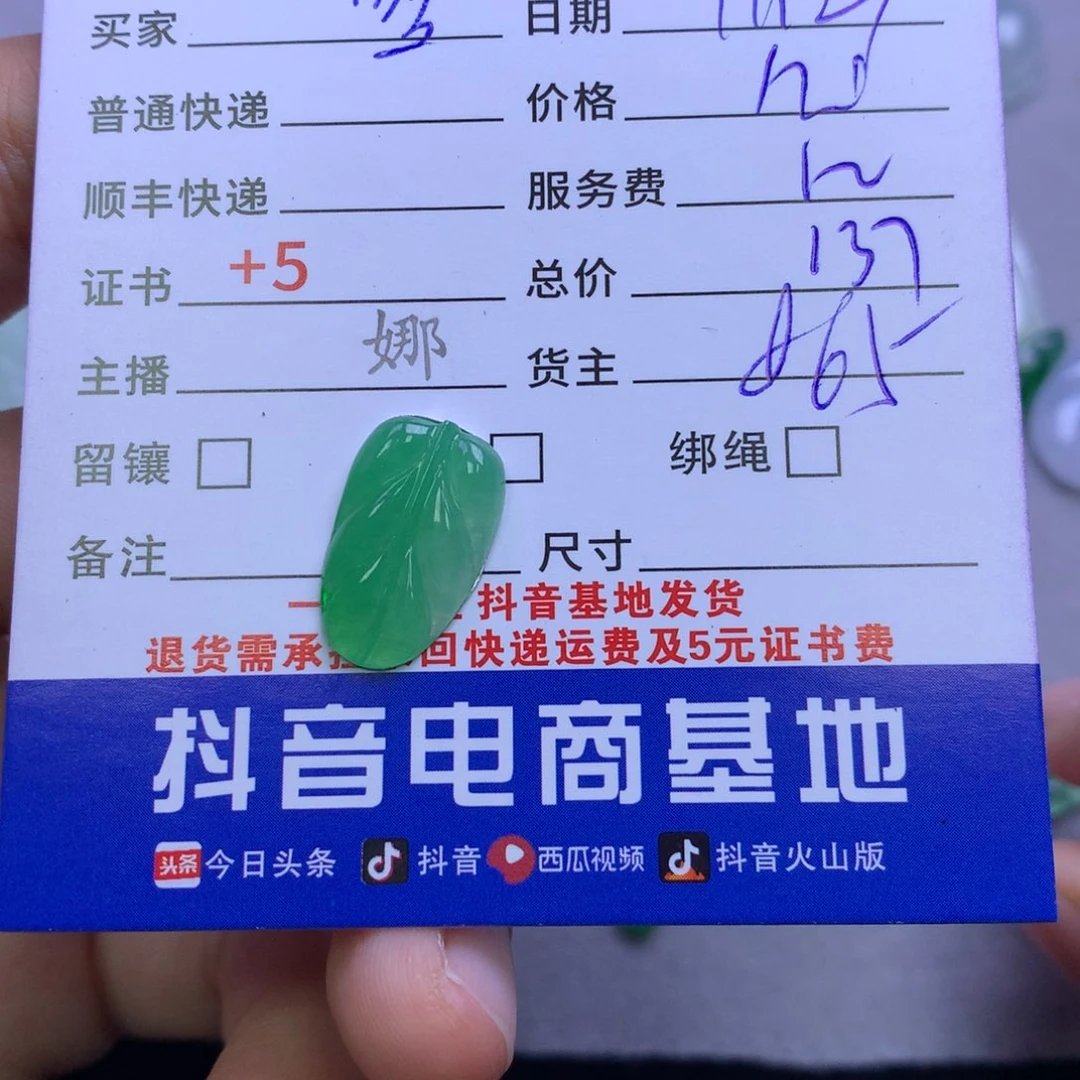 买家 日期
普通快递 价格 120
顺丰快递 服务费 12
证书 +5 总价 137
主播 娜 货主
留镶 绑绳
备注 尺寸
抖音基地发货
退货需承 回快递运费及5元证书费
抖音电商基地
头条 今日头条 抖音 西瓜视频 抖音火山版